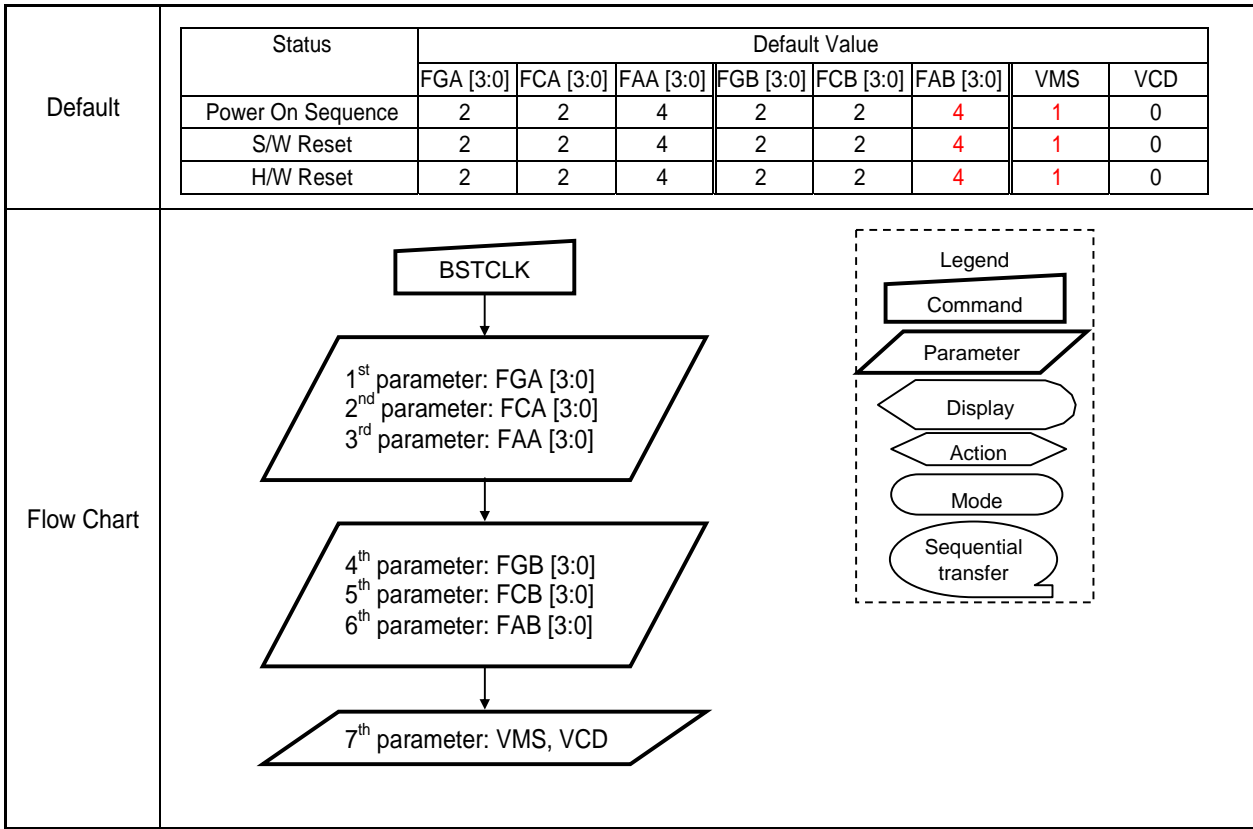 Default
Status Default Value
FGA [3:0] FCA [3:0] FAA [3:0] FGB [3:0] FCB [3:0] FAB [3:0] VMS VCD
Power On Sequence 2 2 4 2 2 4 1 0
S/W Reset 2 2 4 2 2 4 1 0
H/W Reset 2 2 4 2 2 4 1 0
Flow Chart
BSTCLK
1st parameter: FGA [3:0]
2nd parameter: FCA [3:0]
3rd parameter: FAA [3:0]
4th parameter: FGB [3:0]
5th parameter: FCB [3:0]
6th parameter: FAB [3:0]
7th parameter: VMS, VCD
Legend
Command
Parameter
Display
Action
Mode
Sequential
transfer